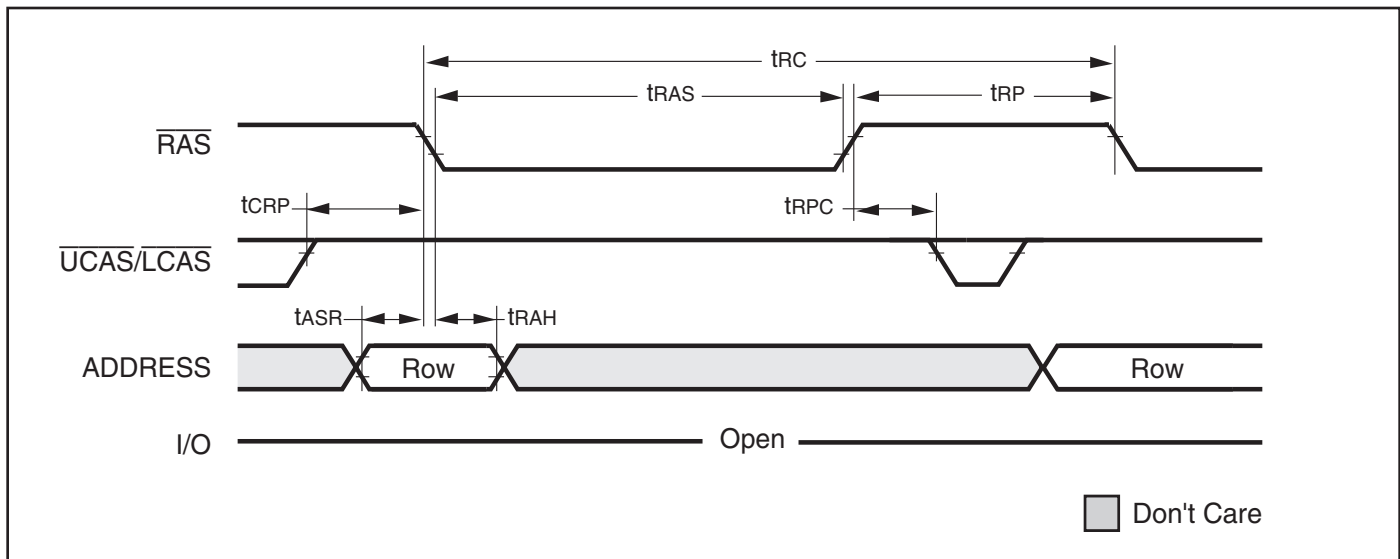 tRC
tRAS
tRP
RAS
tCRP
tRPC
UCAS/LCAS
tASR
tRAH
ADDRESS
Row
Row
I/O
Open
Don't Care